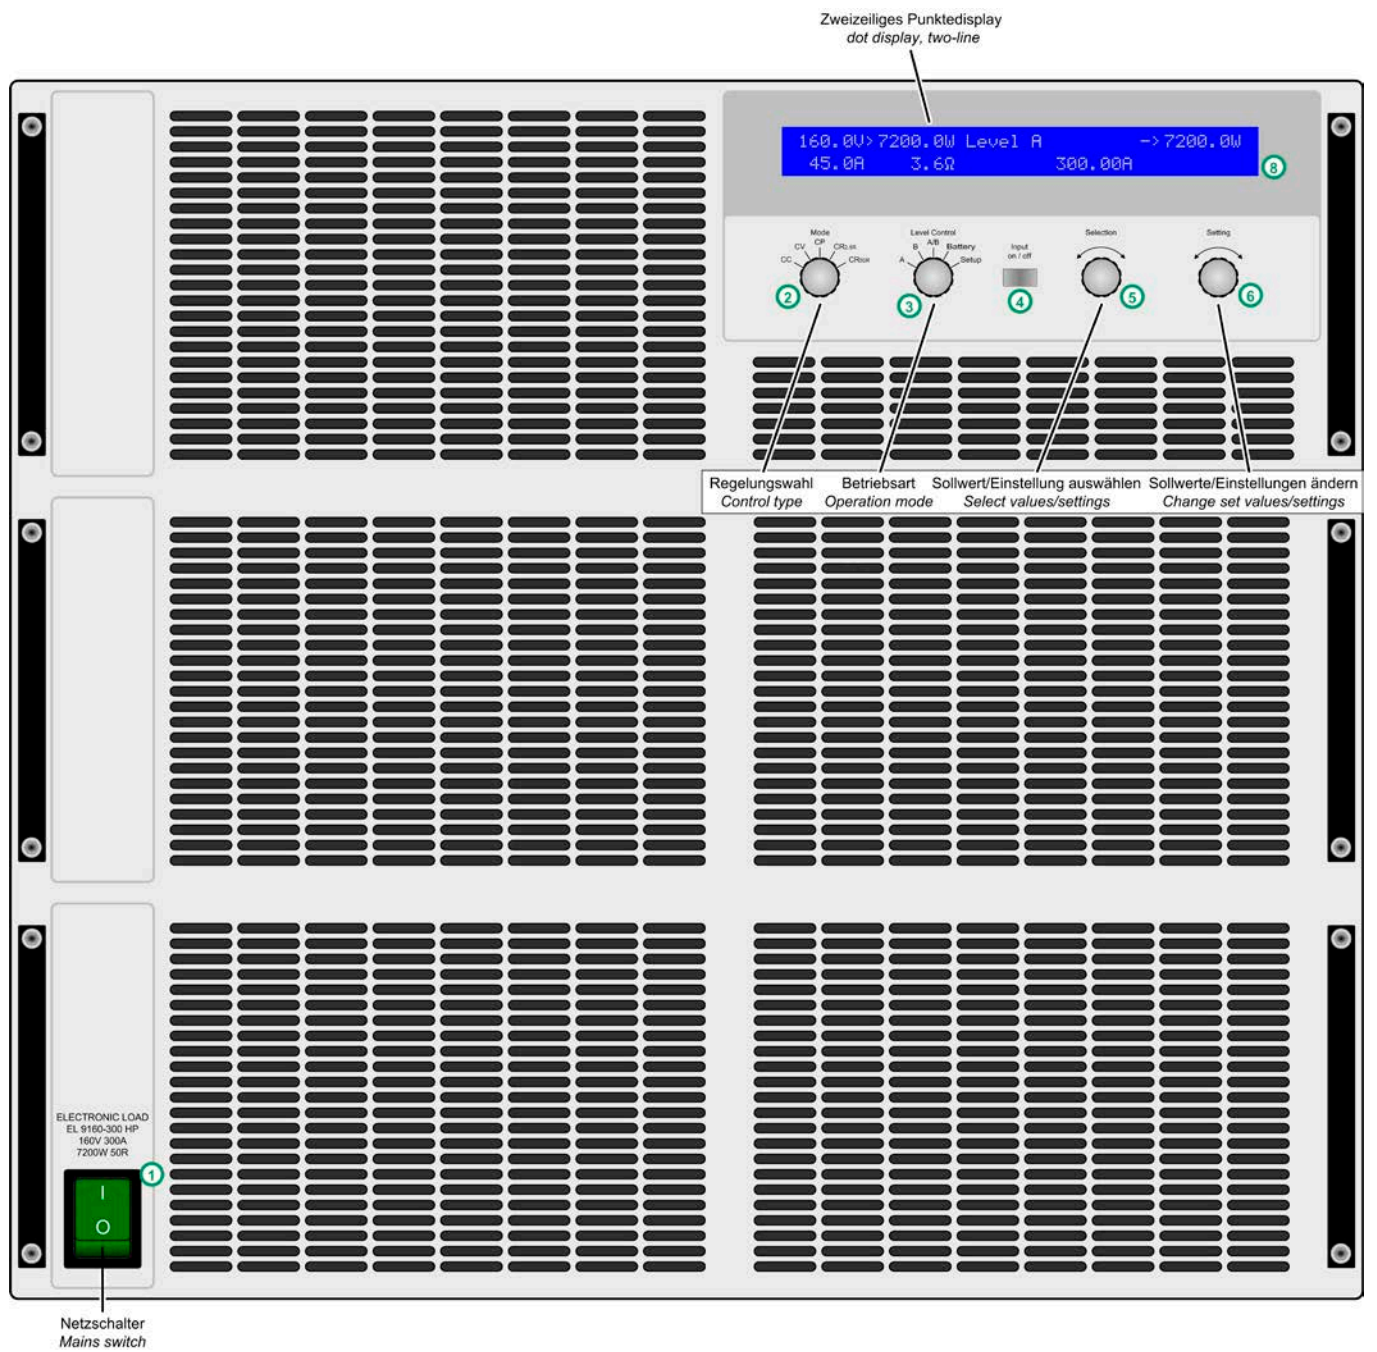 Zweizeiliges Punktedisplay
dot display, two-line
160.0V>7200.0W Level A ->7200.0W
45.0A 3.6Ω 300.00A
8
Mode
CC CV CP CR2.5R CR50R
2
Level Control
A B A/B Battery Setup
3
Input
on / off
4
Selection
5
Setting
6
Regelungswahl
Control type
Betriebsart
Operation mode
Sollwert/Einstellung auswählen
Select values/settings
Sollwerte/Einstellungen ändern
Change set values/settings
ELECTRONIC LOAD
EL 9160-300 HP
160V 300A
7200W 50R
1
I
O
Netzschalter
Mains switch